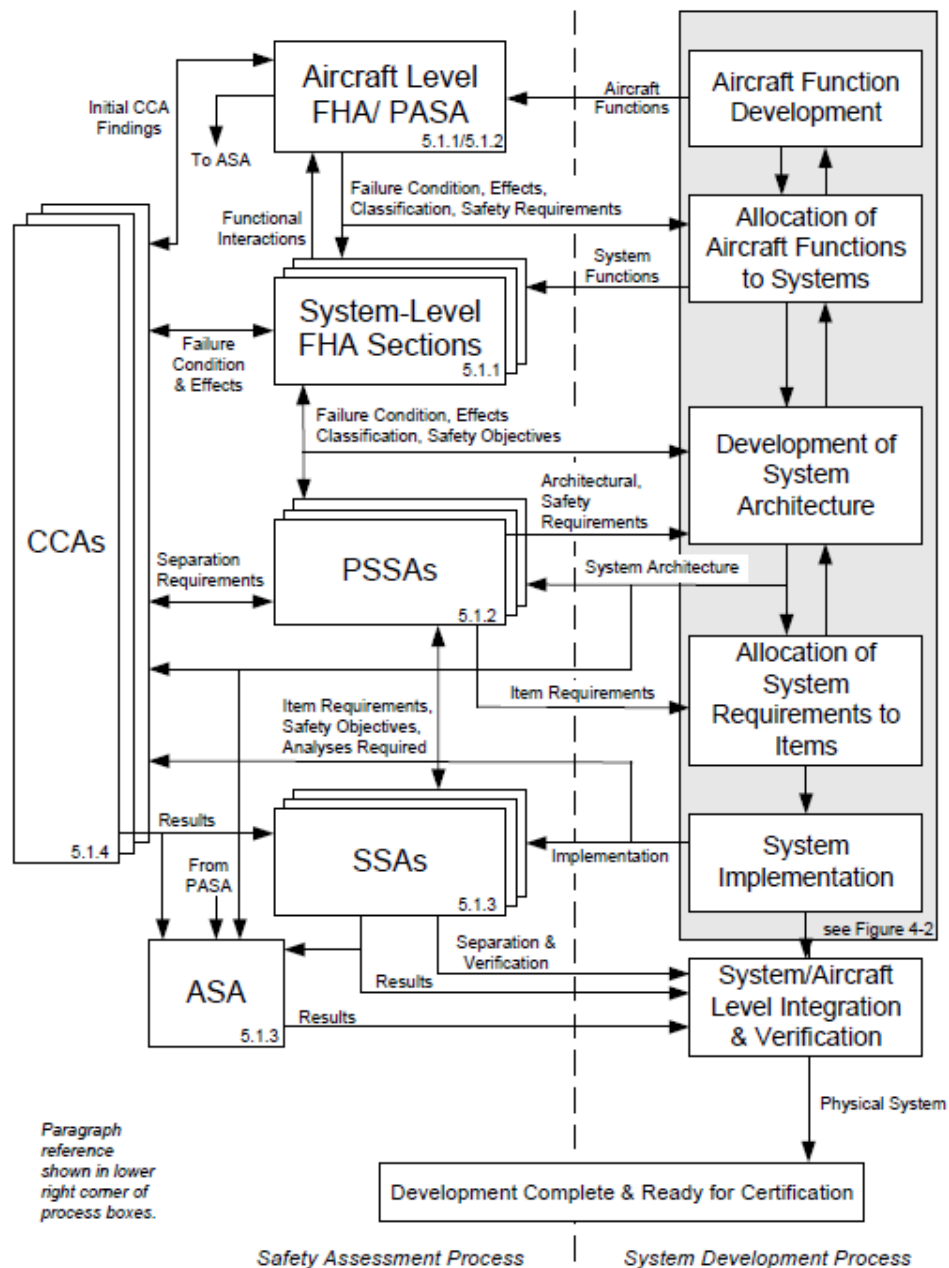 Aircraft Level
FHA/ PASA
5.1.1/5.1.2
Aircraft
Functions
Aircraft Function
Development
Initial CCA
Findings
To ASA
Functional
Interactions
Failure Condition, Effects,
Classification, Safety Requirements
Allocation of
Aircraft Functions
to Systems
System
Functions
System-Level
FHA Sections
5.1.1
Failure
Condition
& Effects
Failure Condition, Effects
Classification, Safety Objectives
Development of
System
Architecture
Architectural,
Safety
Requirements
CCAs
5.1.4
Separation
Requirements
PSSAs
5.1.2
System Architecture
Allocation of
System
Requirements to
Items
Item Requirements
Item Requirements,
Safety Objectives,
Analyses Required
Results
SSAs
5.1.3
Implementation
System
Implementation
see Figure 4-2
From
PASA
Separation &
Verification
Results
ASA
5.1.3
Results
System/Aircraft
Level Integration
& Verification
Physical System
Paragraph
reference
shown in lower
right corner of
process boxes.
Development Complete & Ready for Certification
Safety Assessment Process
System Development Process